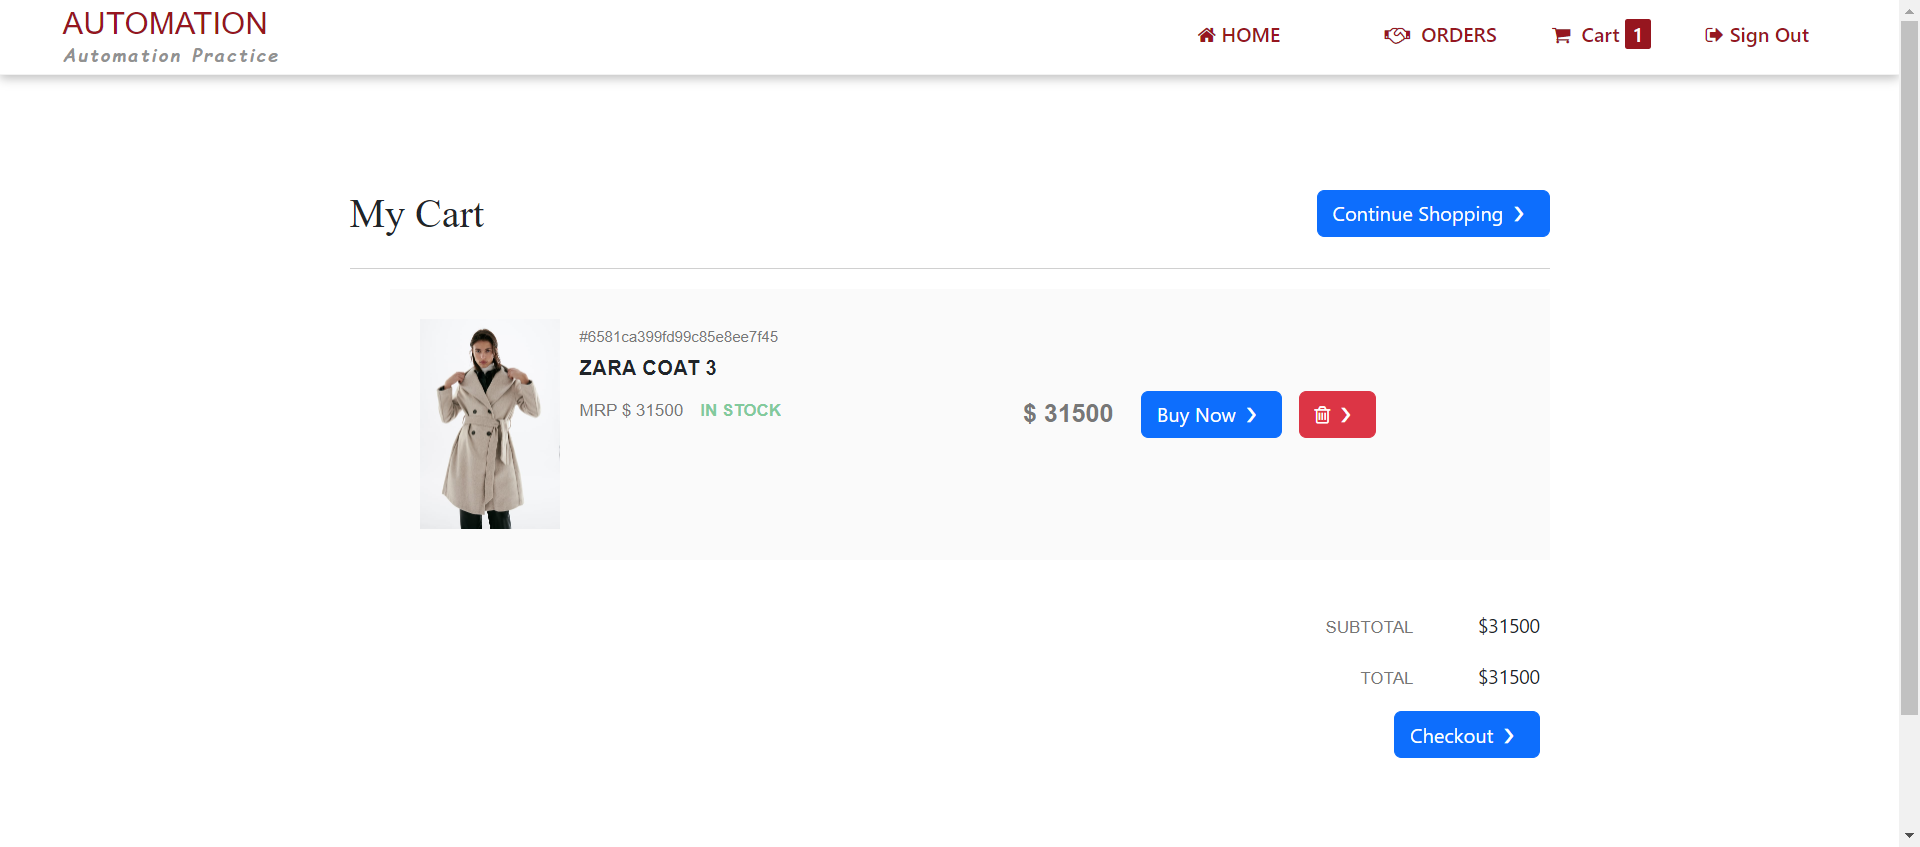 AUTOMATION
Automation Practice
HOME
ORDERS
Cart 1
Sign Out
My Cart
Continue Shopping ❯
#6581ca399fd99c85e8ee7f45
ZARA COAT 3
MRP $ 31500 IN STOCK
$ 31500
Buy Now ❯
❯
SUBTOTAL $31500
TOTAL $31500
Checkout ❯